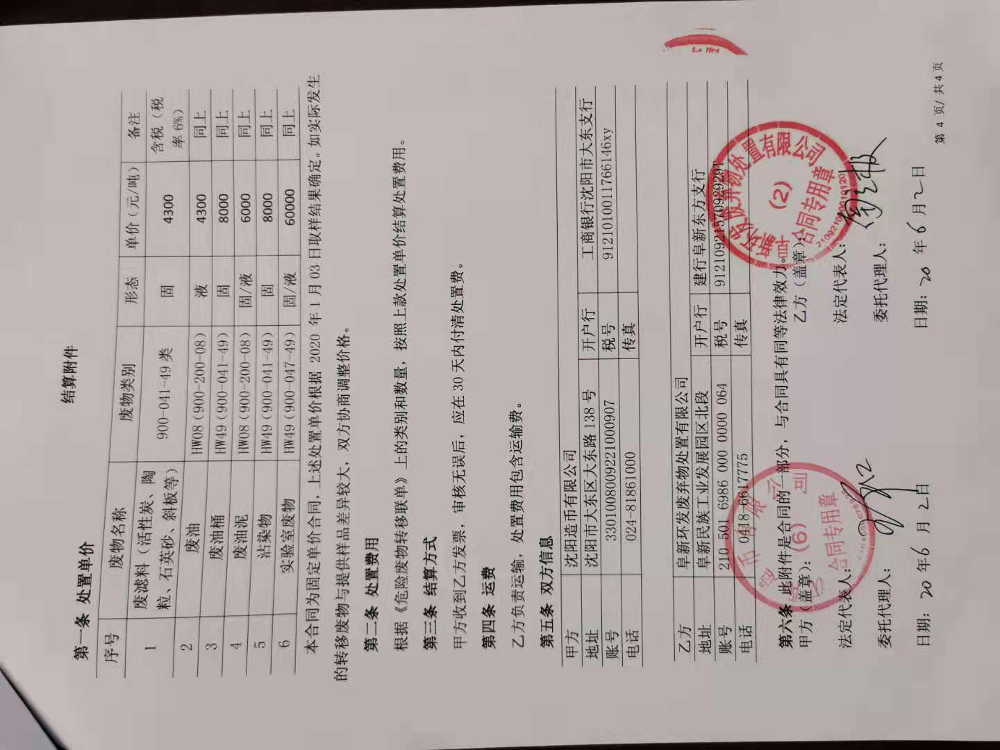 结算附件
第一条 处置单价
序号 废物名称 废物类别 形态 单价（元/吨） 备注
1 废滤料（活性炭、陶粒、石英砂、斜板等） 900-041-49 类 固 4300 含税（税率 6%）
2 废油 HW08（900-200-08） 液 4300 同上
3 废油桶 HW49（900-041-49） 固 8000 同上
4 废油泥 HW08（900-200-08） 固/液 6000 同上
5 沾染物 HW49（900-041-49） 固 8000 同上
6 实验室废物 HW49（900-047-49） 固/液 60000 同上
本合同为固定单价合同，上述处置单价根据 2020 年 1 月 03 日取样结果确定。如实际发生
的转移废物与提供样品差异较大，双方协商调整价格。
第二条 处置费用
根据《危险废物转移联单》上的类别和数量，按照上款处置单价结算处置费用。
第三条 结算方式
甲方收到乙方发票，审核无误后，应在 30 天内付清处置费。
第四条 运费
乙方负责运输，处置费用包含运输费。
第五条 双方信息
甲方 沈阳造币有限公司
地址 沈阳市大东区大东路 138 号 开户行 工商银行沈阳市大东支行
账号 3301008009221000907 税号 912101001176 6146xy
电话 024-81861000 传真
乙方 阜新环发废弃物处置有限公司
地址 阜新民族工业发展园区北段 开户行 建行阜新东方支行
账号 210 501 6986 000 0000 064 税号
电话 0418-6617775 传真
第六条 此附件是合同的一部分，与合同具有同等法律效力。
甲方（盖章）： 乙方（盖章）：
法定代表人： 法定代表人：
委托代理人： 委托代理人：
日期：20 年 6 月 2 日 日期：20 年 6 月 2 日
合同专用章
(6)
废弃物处置有限公司
(2)
合同专用章
第 4 页/ 共 4 页